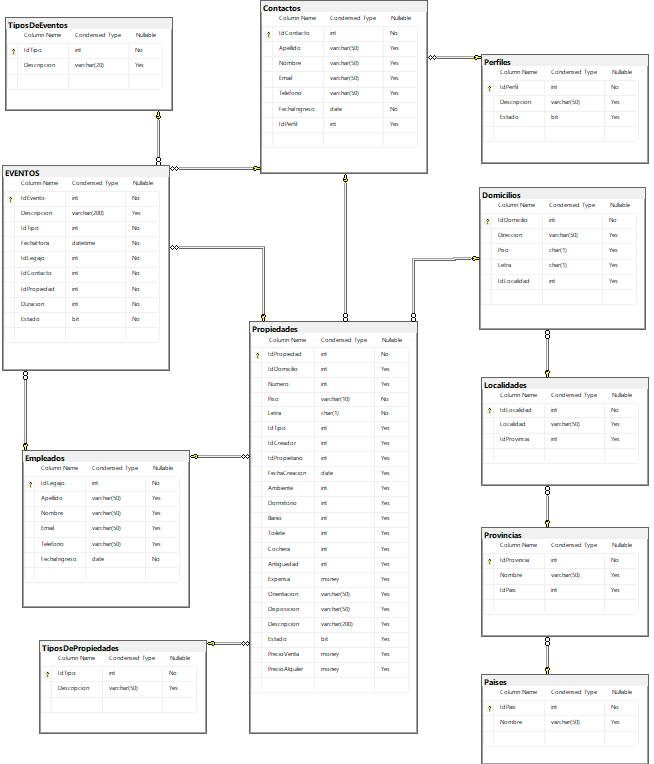 TiposDeEventos
Column Name Condensed Type Nullable
IdTipo int No
Descripcion varchar(20) Yes
Contactos
Column Name Condensed Type Nullable
IdContacto int No
Apellido varchar(50) Yes
Nombre varchar(50) Yes
Email varchar(50) Yes
Telefono varchar(50) Yes
FechaIngreso date No
IdPerfil int Yes
Perfiles
Column Name Condensed Type Nullable
IdPerfil int No
Descripcion varchar(50) Yes
Estado bit Yes
EVENTOS
Column Name Condensed Type Nullable
IdEvento int No
Descripcion varchar(200) Yes
IdTipo int No
FechaHora datetime No
IdLegajo int No
IdContacto int No
IdPropiedad int No
Duracion int No
Estado bit No
Domicilios
Column Name Condensed Type Nullable
IdDomicilio int No
Direccion varchar(50) Yes
Piso char(1) Yes
Letra char(1) Yes
IdLocalidad int Yes
Propiedades
Column Name Condensed Type Nullable
IdPropiedad int No
IdDomicilio int Yes
Numero int Yes
Piso varchar(10) No
Letra char(1) No
IdTipo int Yes
IdCreador int Yes
IdPropietario int Yes
FechaCreacion date Yes
Ambiente int Yes
Dormitorio int Yes
Banio int Yes
Toilete int Yes
Cochera int Yes
Antiguedad int Yes
Expensa money Yes
Orientacion varchar(50) Yes
Disposicion varchar(50) Yes
Descripcion varchar(200) Yes
Estado bit Yes
PrecioVenta money Yes
PrecioAlquiler money Yes
Localidades
Column Name Condensed Type Nullable
IdLocalidad int No
Localidad varchar(50) Yes
IdProvincia int Yes
Empleados
Column Name Condensed Type Nullable
IdLegajo int No
Apellido varchar(50) Yes
Nombre varchar(50) Yes
Email varchar(50) Yes
Telefono varchar(50) Yes
FechaIngreso date No
Provincias
Column Name Condensed Type Nullable
IdProvincia int No
Nombre varchar(50) Yes
IdPais int Yes
TiposDePropiedades
Column Name Condensed Type Nullable
IdTipo int No
Descripcion varchar(50) Yes
Paises
Column Name Condensed Type Nullable
IdPais int No
Nombre varchar(50) Yes